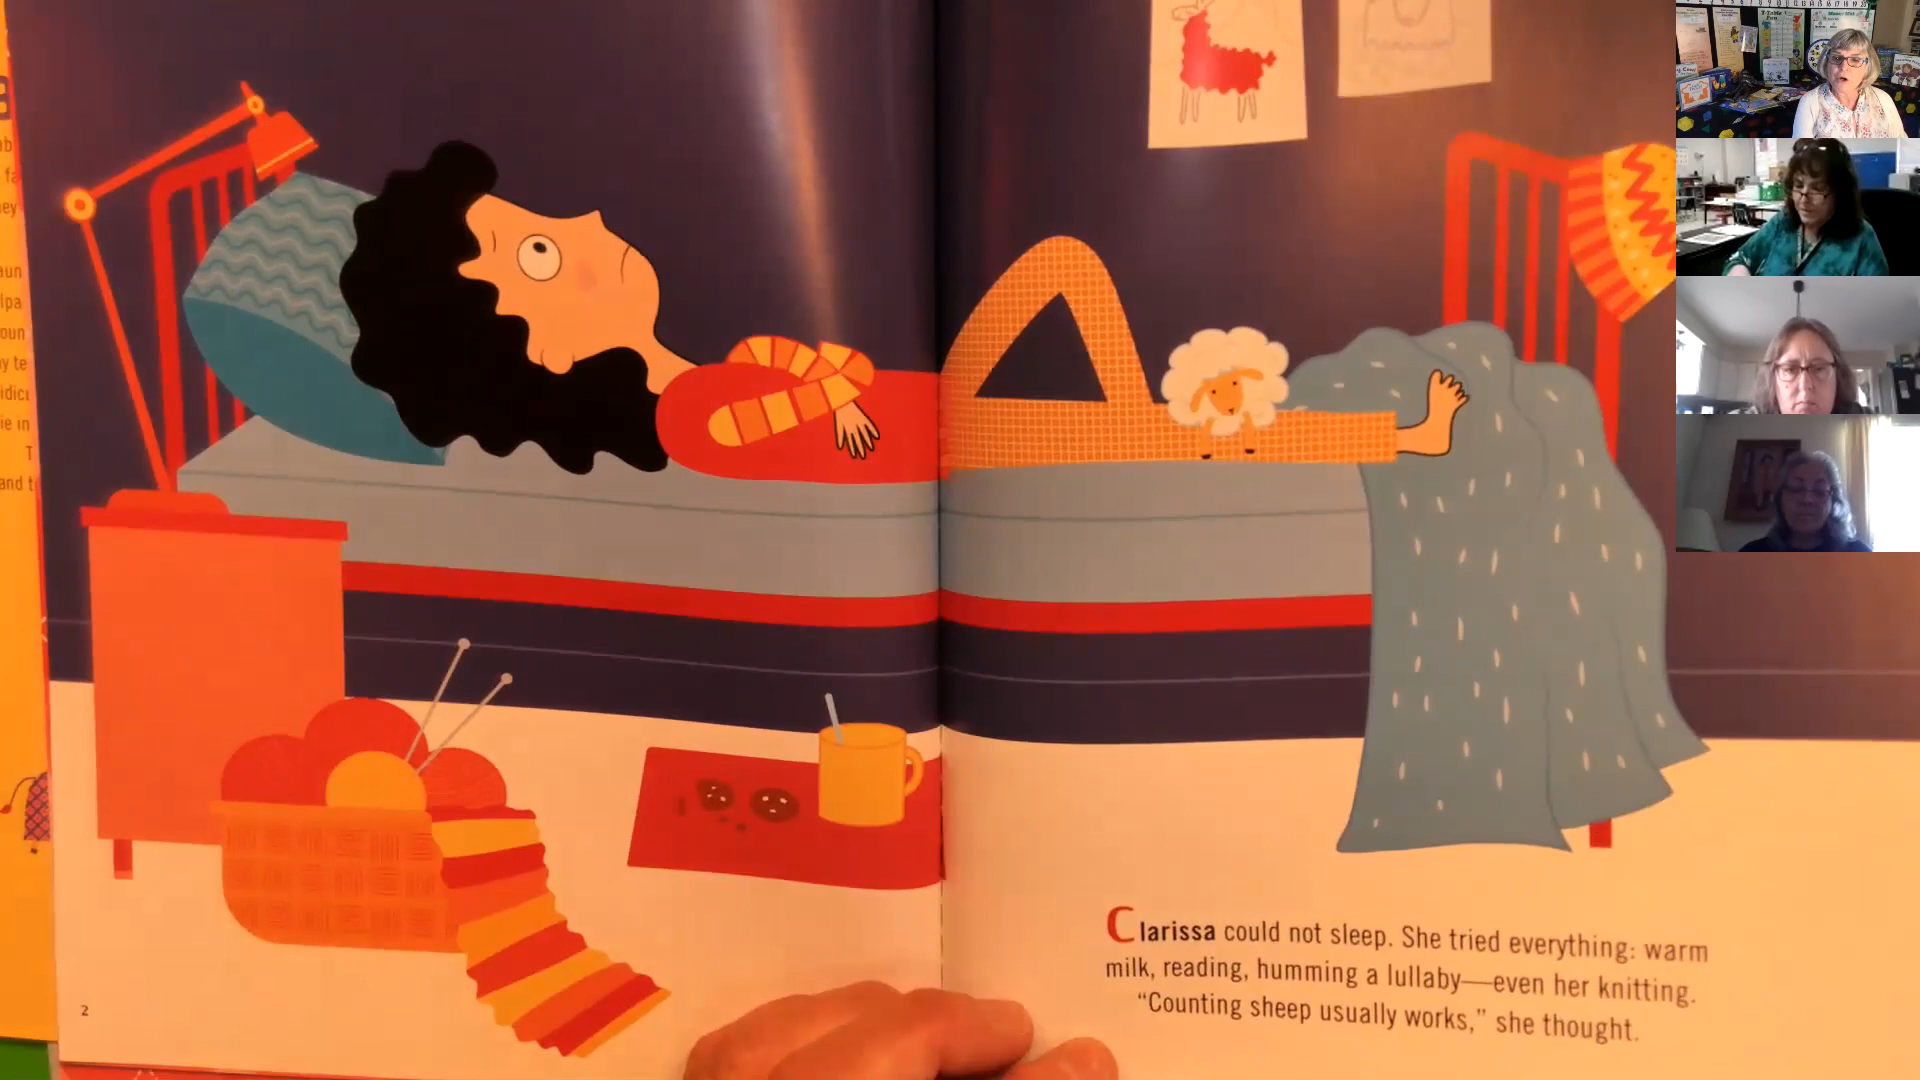 Clarissa could not sleep. She tried everything: warm
milk, reading, humming a lullaby—even her knitting.
“Counting sheep usually works,” she thought.
2